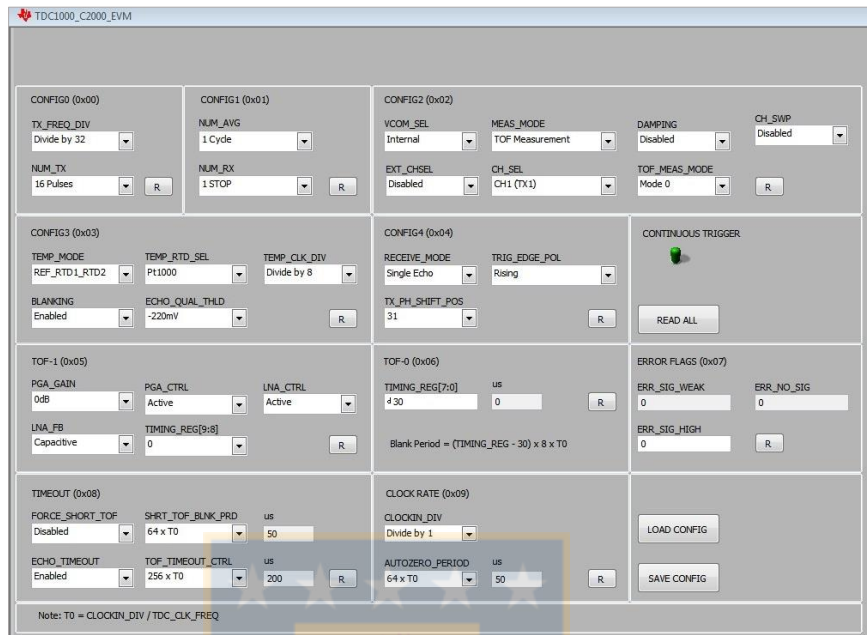 TDC1000_C2000_EVM
CONFIG0 (0x00)
TX_FREQ_DIV
Divide by 32
NUM_TX
16 Pulses
R
CONFIG1 (0x01)
NUM_AVG
1 Cycle
NUM_RX
1 STOP
R
CONFIG2 (0x02)
VCOM_SEL MEAS_MODE DAMPING CH_SWP
Internal TOF Measurement Disabled Disabled
EXT_CHSEL CH_SEL TOF_MEAS_MODE
Disabled CH1 (TX1) Mode 0 R
CONFIG3 (0x03)
TEMP_MODE TEMP_RTD_SEL TEMP_CLK_DIV
REF_RTD1_RTD2 Pt1000 Divide by 8
BLANKING ECHO_QUAL_THLD
Enabled -220mV R
CONFIG4 (0x04)
RECEIVE_MODE TRIG_EDGE_POL
Single Echo Rising
TX_PH_SHIFT_POS
31 R
CONTINUOUS TRIGGER
READ ALL
TOF-1 (0x05)
PGA_GAIN PGA_CTRL LNA_CTRL
0dB Active Active
LNA_FB TIMING_REG[9:8]
Capacitive 0 R
TOF-0 (0x06)
TIMING_REG[7:0] us
d 30 0 R
Blank Period = (TIMING_REG - 30) x 8 x T0
ERROR FLAGS (0x07)
ERR_SIG_WEAK ERR_NO_SIG
0 0
ERR_SIG_HIGH
0 R
TIMEOUT (0x08)
FORCE_SHORT_TOF SHRT_TOF_BLNK_PRD us
Disabled 64 x T0 50
ECHO_TIMEOUT TOF_TIMEOUT_CTRL us
Enabled 256 x T0 200 R
CLOCK RATE (0x09)
CLOCKIN_DIV
Divide by 1
AUTOZERO_PERIOD us
64 x T0 50 R
LOAD CONFIG
SAVE CONFIG
Note: T0 = CLOCKIN_DIV / TDC_CLK_FREQ